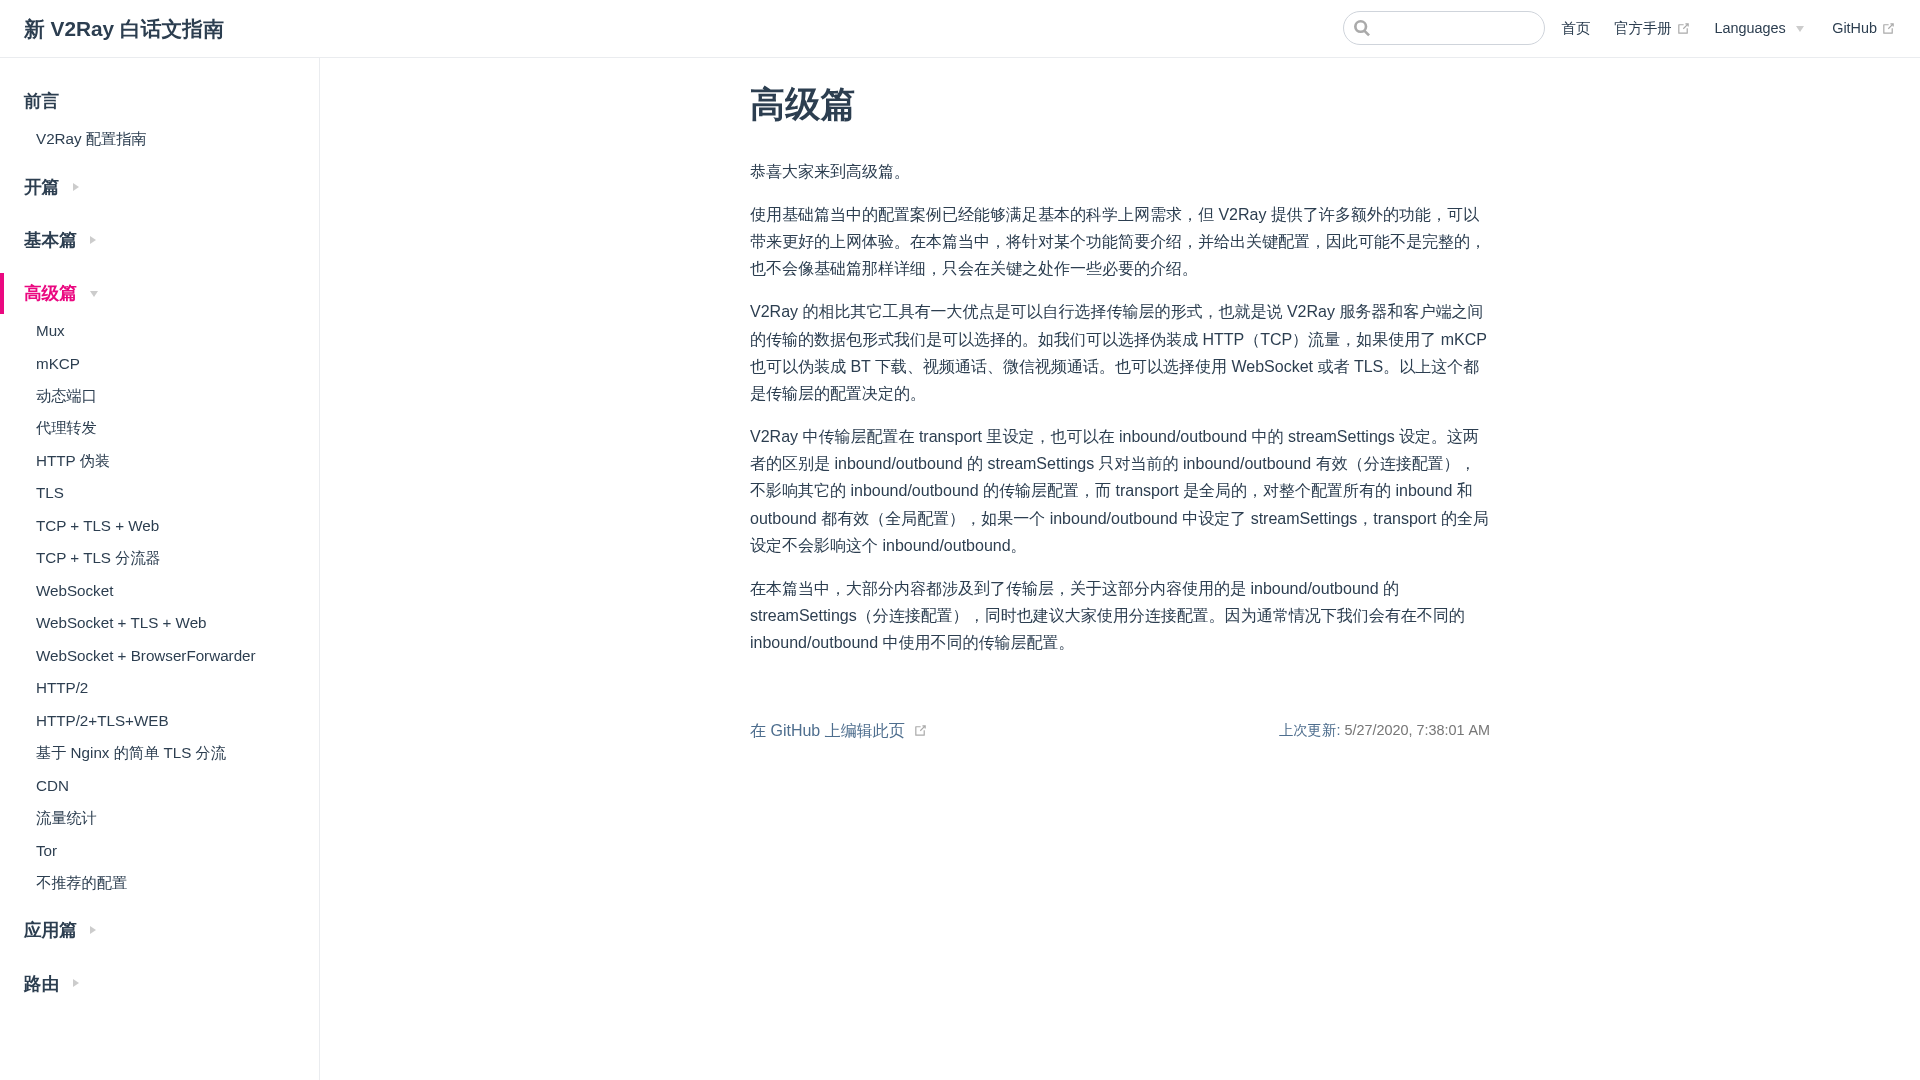 新 V2Ray 白话文指南
首页
官方手册
Languages
GitHub
前言
V2Ray 配置指南
开篇
基本篇
高级篇
Mux
mKCP
动态端口
代理转发
HTTP 伪装
TLS
TCP + TLS + Web
TCP + TLS 分流器
WebSocket
WebSocket + TLS + Web
WebSocket + BrowserForwarder
HTTP/2
HTTP/2+TLS+WEB
基于 Nginx 的简单 TLS 分流
CDN
流量统计
Tor
不推荐的配置
应用篇
路由
高级篇
恭喜大家来到高级篇。
使用基础篇当中的配置案例已经能够满足基本的科学上网需求，但 V2Ray 提供了许多额外的功能，可以
带来更好的上网体验。在本篇当中，将针对某个功能简要介绍，并给出关键配置，因此可能不是完整的，
也不会像基础篇那样详细，只会在关键之处作一些必要的介绍。
V2Ray 的相比其它工具有一大优点是可以自行选择传输层的形式，也就是说 V2Ray 服务器和客户端之间
的传输的数据包形式我们是可以选择的。如我们可以选择伪装成 HTTP（TCP）流量，如果使用了 mKCP
也可以伪装成 BT 下载、视频通话、微信视频通话。也可以选择使用 WebSocket 或者 TLS。以上这个都
是传输层的配置决定的。
V2Ray 中传输层配置在 transport 里设定，也可以在 inbound/outbound 中的 streamSettings 设定。这两
者的区别是 inbound/outbound 的 streamSettings 只对当前的 inbound/outbound 有效（分连接配置），
不影响其它的 inbound/outbound 的传输层配置，而 transport 是全局的，对整个配置所有的 inbound 和
outbound 都有效（全局配置），如果一个 inbound/outbound 中设定了 streamSettings，transport 的全局
设定不会影响这个 inbound/outbound。
在本篇当中，大部分内容都涉及到了传输层，关于这部分内容使用的是 inbound/outbound 的
streamSettings（分连接配置），同时也建议大家使用分连接配置。因为通常情况下我们会有在不同的
inbound/outbound 中使用不同的传输层配置。
在 GitHub 上编辑此页
上次更新: 5/27/2020, 7:38:01 AM